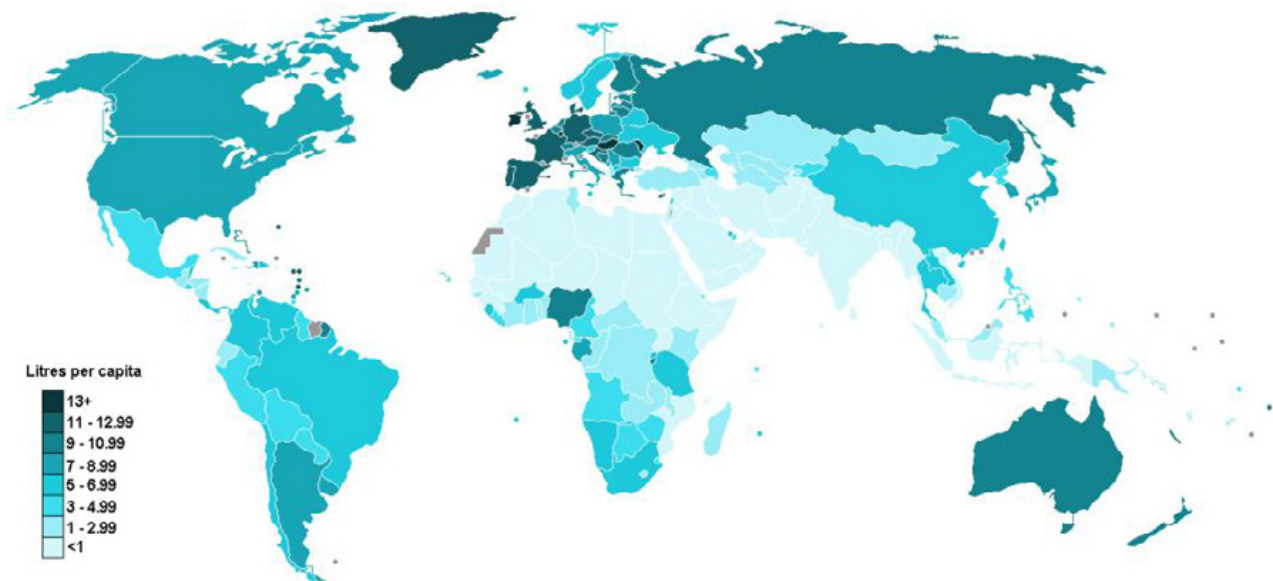 Litres per capita
13+
11 - 12.99
9 - 10.99
7 - 8.99
5 - 6.99
3 - 4.99
1 - 2.99
<1